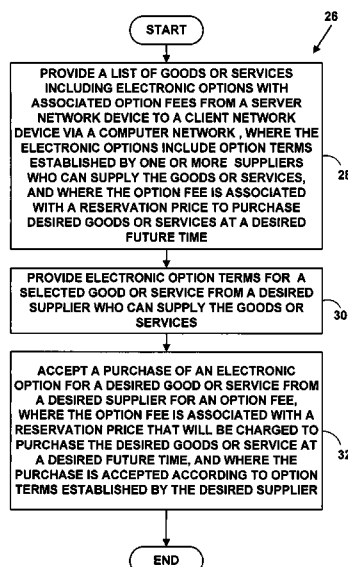 START
26
PROVIDE A LIST OF GOODS OR SERVICES
INCLUDING ELECTRONIC OPTIONS WITH
ASSOCIATED OPTION FEES FROM A SERVER
NETWORK DEVICE TO A CLIENT NETWORK
DEVICE VIA A COMPUTER NETWORK , WHERE THE
ELECTRONIC OPTIONS INCLUDE OPTION TERMS
ESTABLISHED BY ONE OR MORE SUPPLIERS
WHO CAN SUPPLY THE GOODS OR SERVICES,
AND WHERE THE OPTION FEE IS ASSOCIATED
WITH A RESERVATION PRICE TO PURCHASE
DESIRED GOODS OR SERVICES AT A DESIRED
FUTURE TIME
28
PROVIDE ELECTRONIC OPTION TERMS FOR A
SELECTED GOOD OR SERVICE FROM A DESIRED
SUPPLIER WHO CAN SUPPLY THE GOODS OR
SERVICES
30
ACCEPT A PURCHASE OF AN ELECTRONIC
OPTION FOR A DESIRED GOOD OR SERVICE FROM
A DESIRED SUPPLIER FOR AN OPTION FEE,
WHERE THE OPTION FEE IS ASSOCIATED WITH A
RESERVATION PRICE THAT WILL BE CHARGED TO
PURCHASE THE DESIRED GOODS OR SERVICE AT
A DESIRED FUTURE TIME, AND WHERE THE
PURCHASE IS ACCEPTED ACCORDING TO OPTION
TERMS ESTABLISHED BY THE DESIRED SUPPLIER
32
END